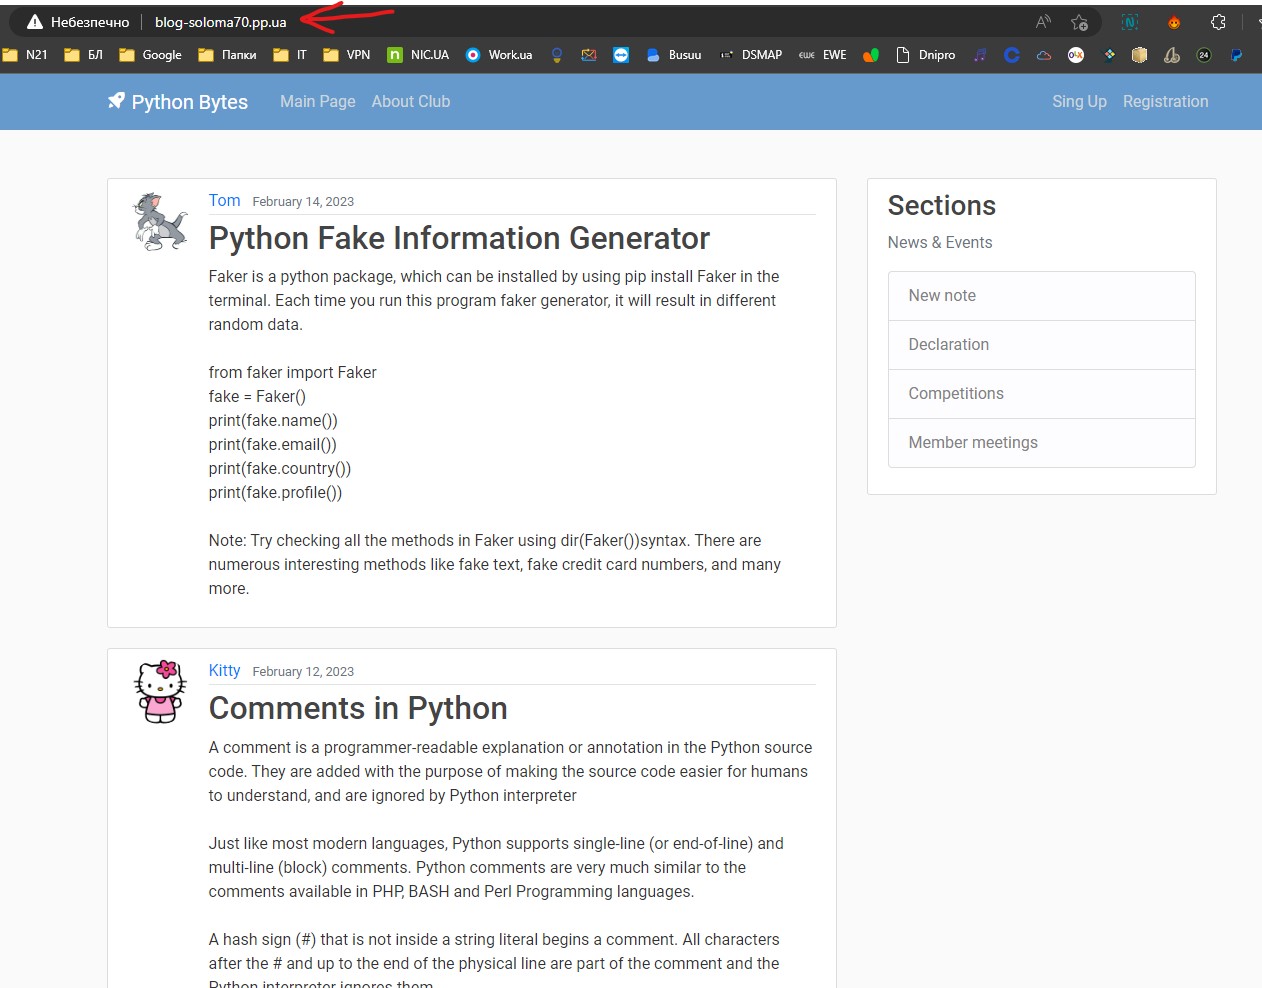 Небезпечно blog-soloma70.pp.ua
N21 БЛ Google Папки IT VPN n NIC.UA Work.ua Busuu DSMAP EWE EWE Dnipro OLX 24
Python Bytes Main Page About Club Sing Up Registration
Tom February 14, 2023
Python Fake Information Generator
Faker is a python package, which can be installed by using pip install Faker in the
terminal. Each time you run this program faker generator, it will result in different
random data.
from faker import Faker
fake = Faker()
print(fake.name())
print(fake.email())
print(fake.country())
print(fake.profile())
Note: Try checking all the methods in Faker using dir(Faker())syntax. There are
numerous interesting methods like fake text, fake credit card numbers, and many
more.
Kitty February 12, 2023
Comments in Python
A comment is a programmer-readable explanation or annotation in the Python source
code. They are added with the purpose of making the source code easier for humans
to understand, and are ignored by Python interpreter
Just like most modern languages, Python supports single-line (or end-of-line) and
multi-line (block) comments. Python comments are very much similar to the
comments available in PHP, BASH and Perl Programming languages.
A hash sign (#) that is not inside a string literal begins a comment. All characters
after the # and up to the end of the physical line are part of the comment and the
Python interpreter ignores them
Sections
News & Events
New note
Declaration
Competitions
Member meetings